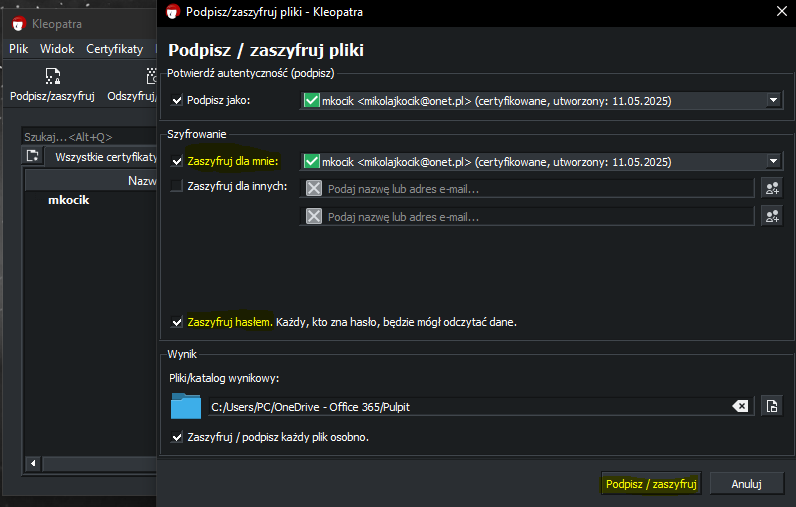 Kleopatra
Plik Widok Certyfikaty
Podpisz/zaszyfruj Odszyfruj/
Szukaj...<Alt+Q>
Wszystkie certyfikaty
Nazw
mkocik
Podpisz/zaszyfruj pliki - Kleopatra
Podpisz / zaszyfruj pliki
Potwierdź autentyczność (podpisz)
Podpisz jako: mkocik <mikolajkocik@onet.pl> (certyfikowane, utworzony: 11.05.2025)
Szyfrowanie
Zaszyfruj dla mnie: mkocik <mikolajkocik@onet.pl> (certyfikowane, utworzony: 11.05.2025)
Zaszyfruj dla innych: Podaj nazwę lub adres e-mail...
Podaj nazwę lub adres e-mail...
Zaszyfruj hasłem. Każdy, kto zna hasło, będzie mógł odczytać dane.
Wynik
Pliki/katalog wynikowy:
C:/Users/PC/OneDrive - Office 365/Pulpit
Zaszyfruj / podpisz każdy plik osobno.
Podpisz / zaszyfruj Anuluj